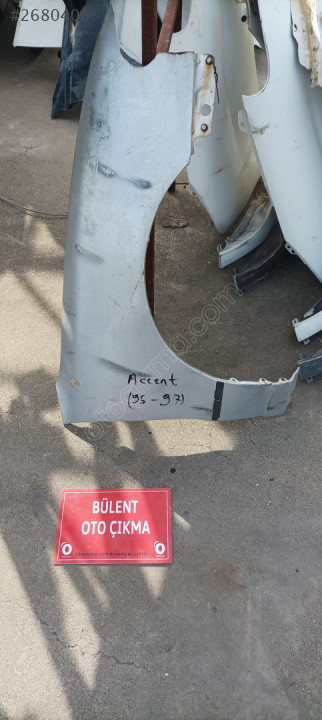 #268040
Accent
(95-97)
BÜLENT
OTO ÇIKMA